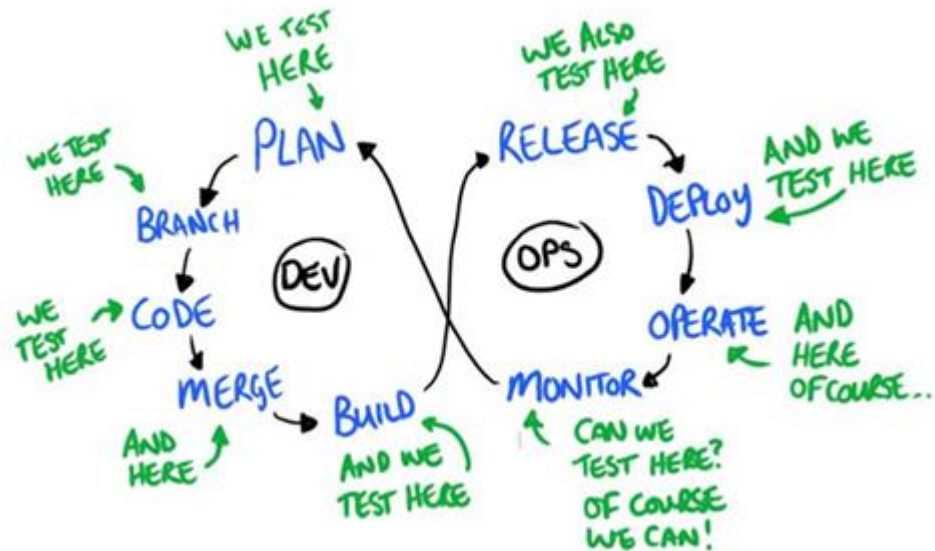 WE TEST
HERE
PLAN
WE TEST
HERE
BRANCH
WE
TEST
HERE
CODE
MERGE
AND
HERE
BUILD
AND WE
TEST HERE
DEV
WE ALSO
TEST HERE
RELEASE
AND WE
TEST HERE
DEPLOY
OPS
OPERATE
AND
HERE
OF COURSE...
MONITOR
CAN WE
TEST HERE?
OF COURSE
WE CAN!